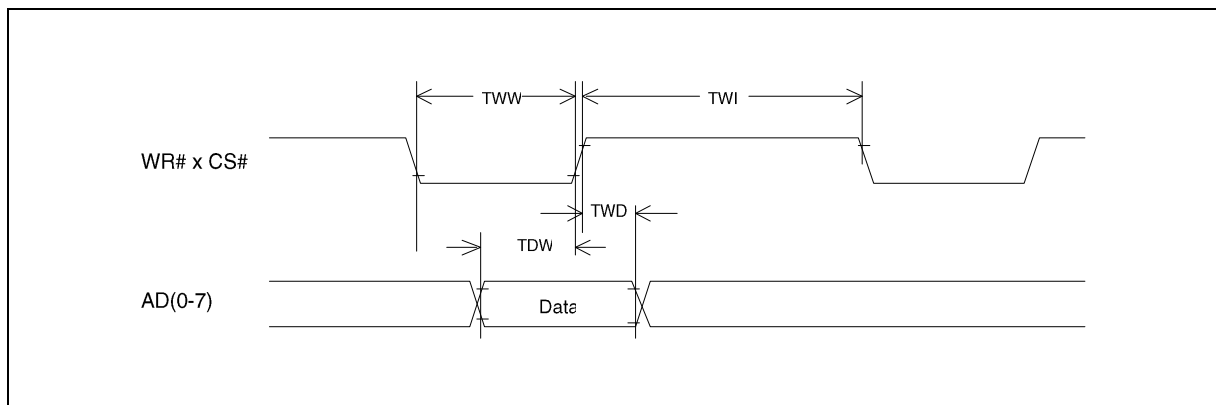 TWW
TWI
WR# x CS#
TWD
TDW
AD(0-7)
Data